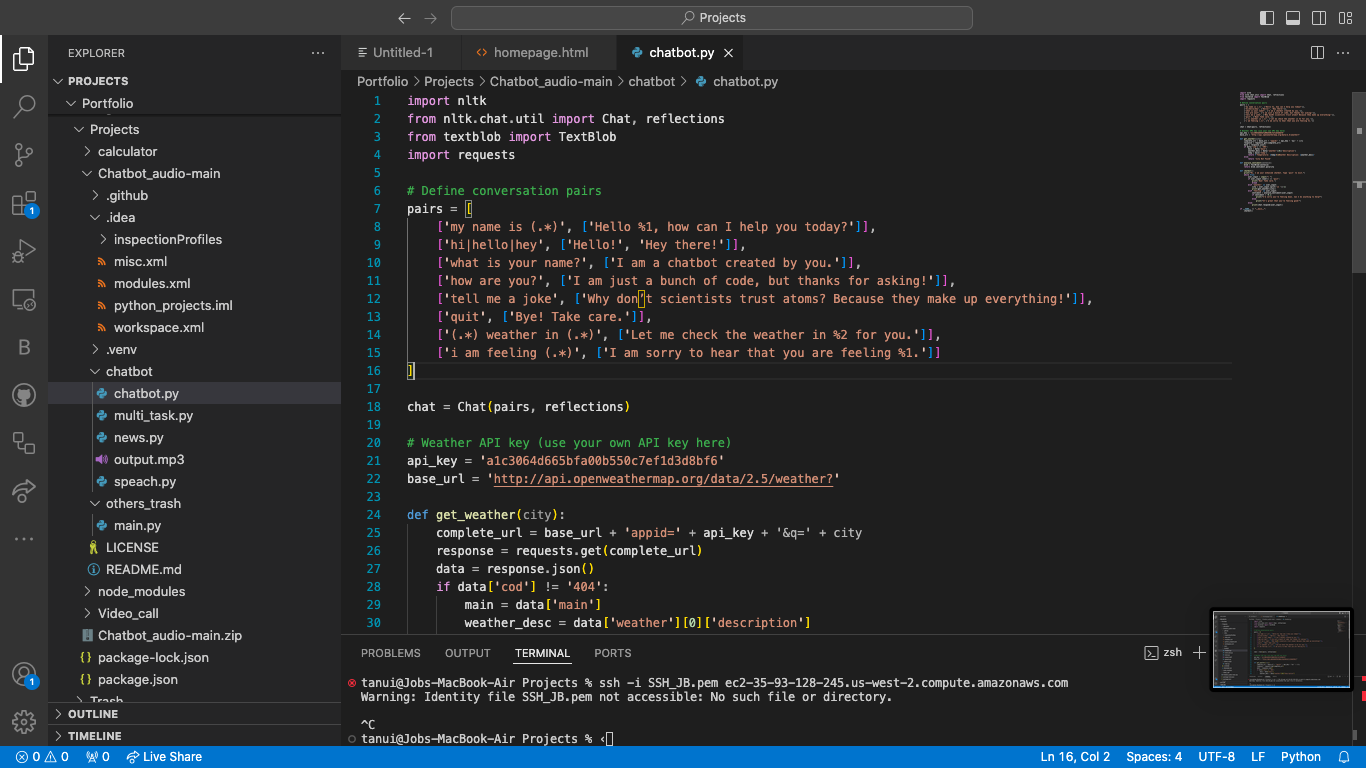 Projects
EXPLORER
PROJECTS
Portfolio
Projects
calculator
Chatbot_audio-main
.github
.idea
inspectionProfiles
misc.xml
modules.xml
python_projects.iml
workspace.xml
.venv
chatbot
chatbot.py
multi_task.py
news.py
output.mp3
speach.py
others_trash
main.py
LICENSE
README.md
node_modules
Video_call
Chatbot_audio-main.zip
package-lock.json
package.json
Trash
OUTLINE
TIMELINE
Untitled-1 homepage.html chatbot.py
Portfolio > Projects > Chatbot_audio-main > chatbot > chatbot.py
1 import nltk
2 from nltk.chat.util import Chat, reflections
3 from textblob import TextBlob
4 import requests
5
6 # Define conversation pairs
7 pairs = [
8     ['my name is (.*)', ['Hello %1, how can I help you today?']],
9     ['hi|hello|hey', ['Hello!', 'Hey there!']],
10     ['what is your name?', ['I am a chatbot created by you.']],
11     ['how are you?', ['I am just a bunch of code, but thanks for asking!']],
12     ['tell me a joke', ['Why don’t scientists trust atoms? Because they make up everything!']],
13     ['quit', ['Bye! Take care.']],
14     ['(.*) weather in (.*)', ['Let me check the weather in %2 for you.']],
15     ['i am feeling (.*)', ['I am sorry to hear that you are feeling %1.']]
16 ]
17
18 chat = Chat(pairs, reflections)
19
20 # Weather API key (use your own API key here)
21 api_key = 'a1c3064d665bfa00b550c7ef1d3d8bf6'
22 base_url = 'http://api.openweathermap.org/data/2.5/weather?'
23
24 def get_weather(city):
25     complete_url = base_url + 'appid=' + api_key + '&q=' + city
26     response = requests.get(complete_url)
27     data = response.json()
28     if data['cod'] != '404':
29         main = data['main']
30         weather_desc = data['weather'][0]['description']
PROBLEMS OUTPUT TERMINAL PORTS
zsh
tanui@Jobs-MacBook-Air Projects % ssh -i SSH_JB.pem ec2-35-93-128-245.us-west-2.compute.amazonaws.com
Warning: Identity file SSH_JB.pem not accessible: No such file or directory.
^C
tanui@Jobs-MacBook-Air Projects % ‹
B
1
1
0 0 0 Live Share
Ln 16, Col 2 Spaces: 4 UTF-8 LF Python